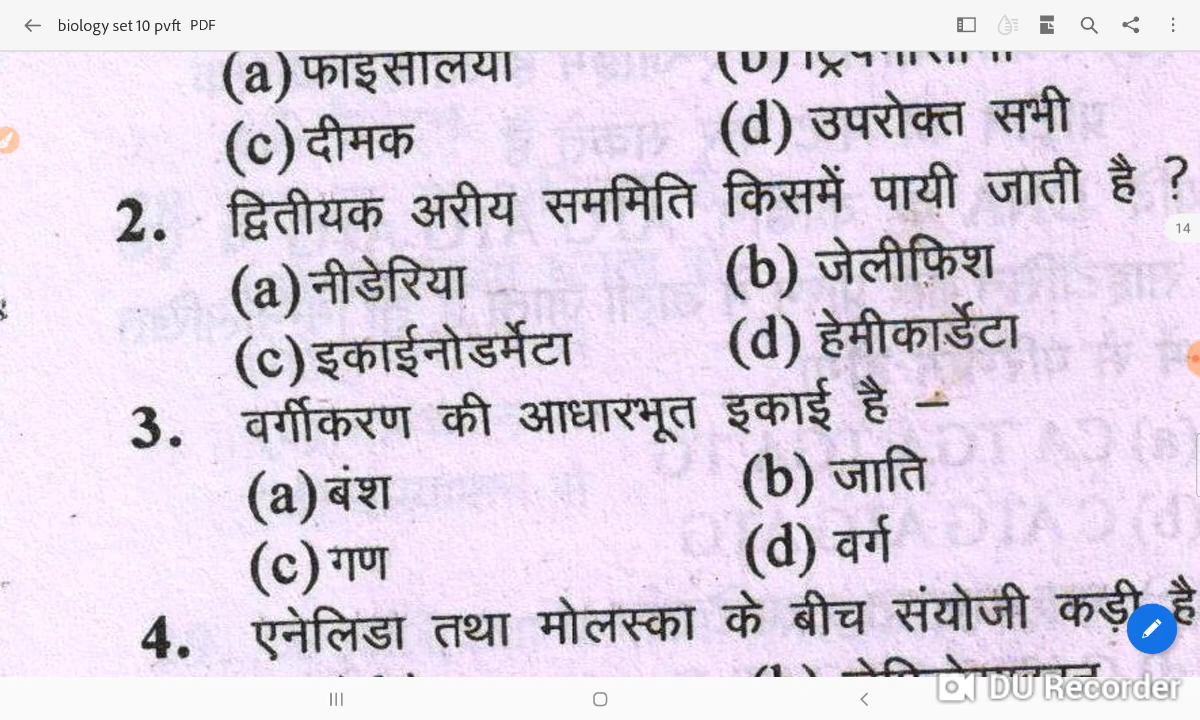 biology set 10 pvft PDF
(a) फाइसेलिया
(c) दीमक (d) उपरोक्त सभी
2. द्वितीयक अरीय सममिति किसमें पायी जाती है ?
14
(a) नीडेरिया (b) जेलीफिश
(c) इकाईनोडर्मेटा (d) हेमीकार्डेटा
3. वर्गीकरण की आधारभूत इकाई है –
(a) बंश (b) जाति
(c) गण (d) वर्ग
4. एनेलिडा तथा मोलस्का के बीच संयोजी कड़ी है
DU Recorder